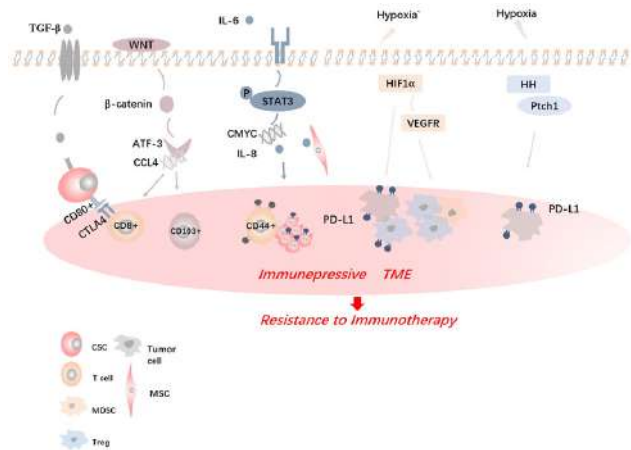 TGF-β
WNT
IL-6
Hypoxia
Hypoxia
β-catenin
P
STAT3
HIF1α
HH
Ptch1
VEGFR
ATF-3
CCL4
CMYC
IL-8
CD80+
CTLA4
CD8+
CD103+
CD44+
PD-L1
PD-L1
Immunepressive TME
Resistance to Immunotherapy
CSC
Tumor
cell
T cell
MSC
MDSC
Treg